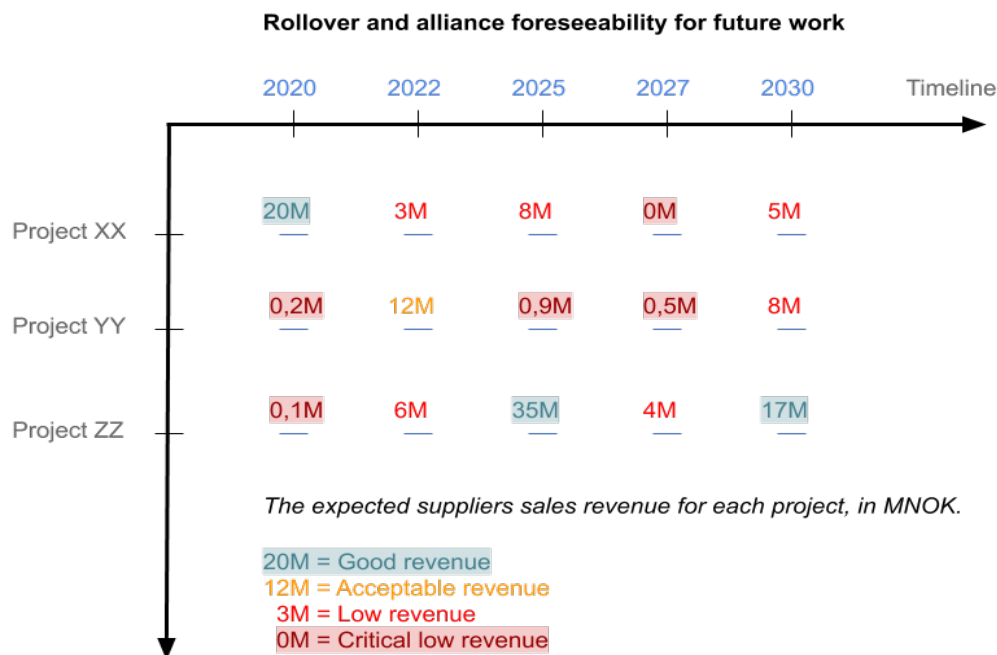 Rollover and alliance foreseeability for future work
2020 2022 2025 2027 2030 Timeline
Project XX 20M 3M 8M 0M 5M
Project YY 0,2M 12M 0,9M 0,5M 8M
Project ZZ 0,1M 6M 35M 4M 17M
The expected suppliers sales revenue for each project, in MNOK.
20M = Good revenue
12M = Acceptable revenue
3M = Low revenue
0M = Critical low revenue